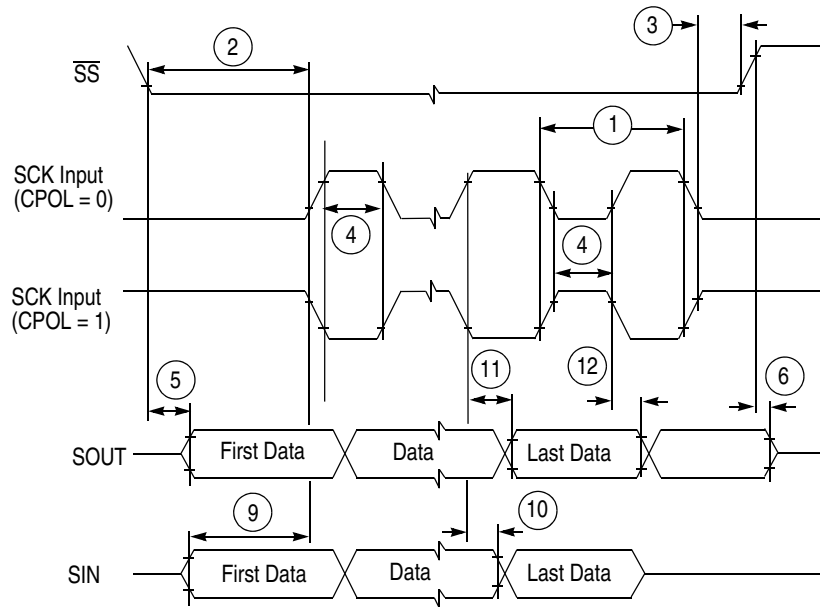 3
2
SS
1
SCK Input
(CPOL = 0)
4
4
SCK Input
(CPOL = 1)
5
11
12
6
SOUT
First Data
Data
Last Data
9
10
SIN
First Data
Data
Last Data